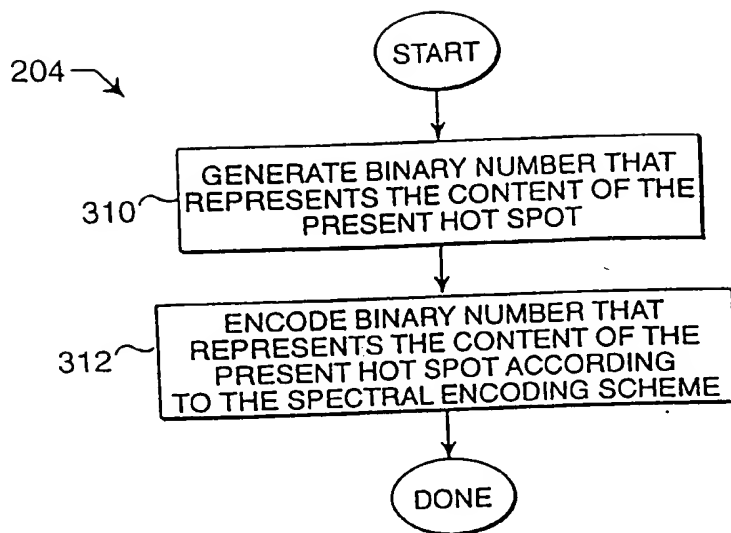 204
START
310
GENERATE BINARY NUMBER THAT
REPRESENTS THE CONTENT OF THE
PRESENT HOT SPOT
312
ENCODE BINARY NUMBER THAT
REPRESENTS THE CONTENT OF THE
PRESENT HOT SPOT ACCORDING
TO THE SPECTRAL ENCODING SCHEME
DONE